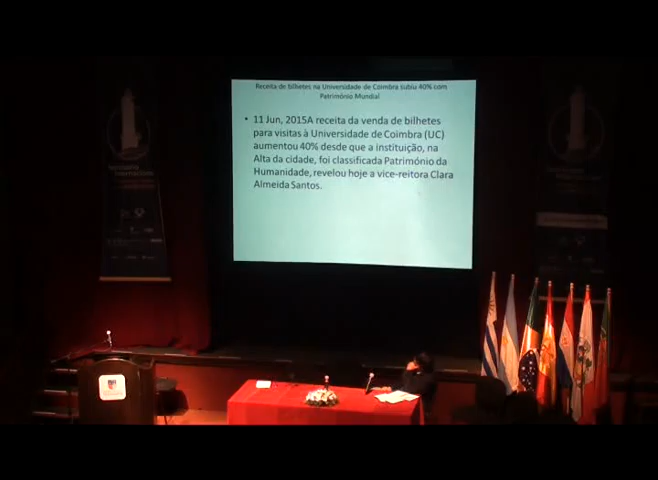 Receita de bilhetes na Universidade de Coimbra subiu 40% com
Património Mundial
• 11 Jun, 2015A receita da venda de bilhetes
para visitas à Universidade de Coimbra (UC)
aumentou 40% desde que a instituição, na
Alta da cidade, foi classificada Património da
Humanidade, revelou hoje a vice-reitora Clara
Almeida Santos.